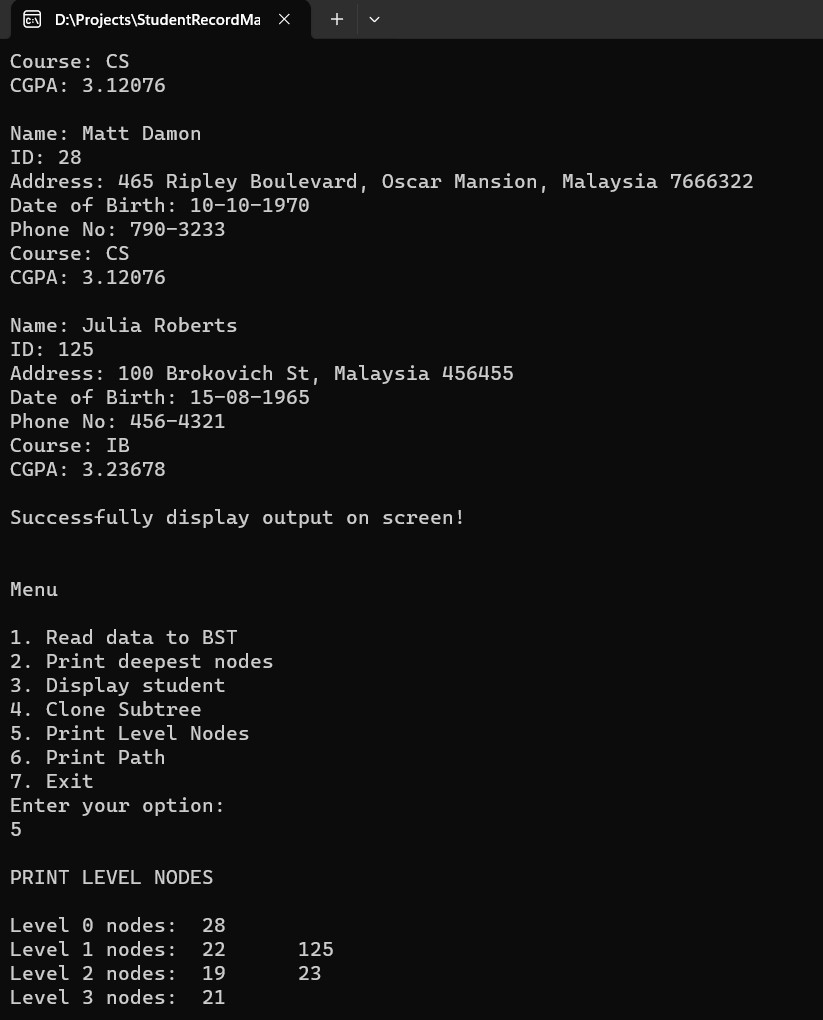 D:\Projects\StudentRecordMa
Course: CS
CGPA: 3.12076
Name: Matt Damon
ID: 28
Address: 465 Ripley Boulevard, Oscar Mansion, Malaysia 7666322
Date of Birth: 10-10-1970
Phone No: 790-3233
Course: CS
CGPA: 3.12076
Name: Julia Roberts
ID: 125
Address: 100 Brokovich St, Malaysia 456455
Date of Birth: 15-08-1965
Phone No: 456-4321
Course: IB
CGPA: 3.23678
Successfully display output on screen!
Menu
1. Read data to BST
2. Print deepest nodes
3. Display student
4. Clone Subtree
5. Print Level Nodes
6. Print Path
7. Exit
Enter your option:
5
PRINT LEVEL NODES
Level 0 nodes:  28
Level 1 nodes:  22      125
Level 2 nodes:  19      23
Level 3 nodes:  21